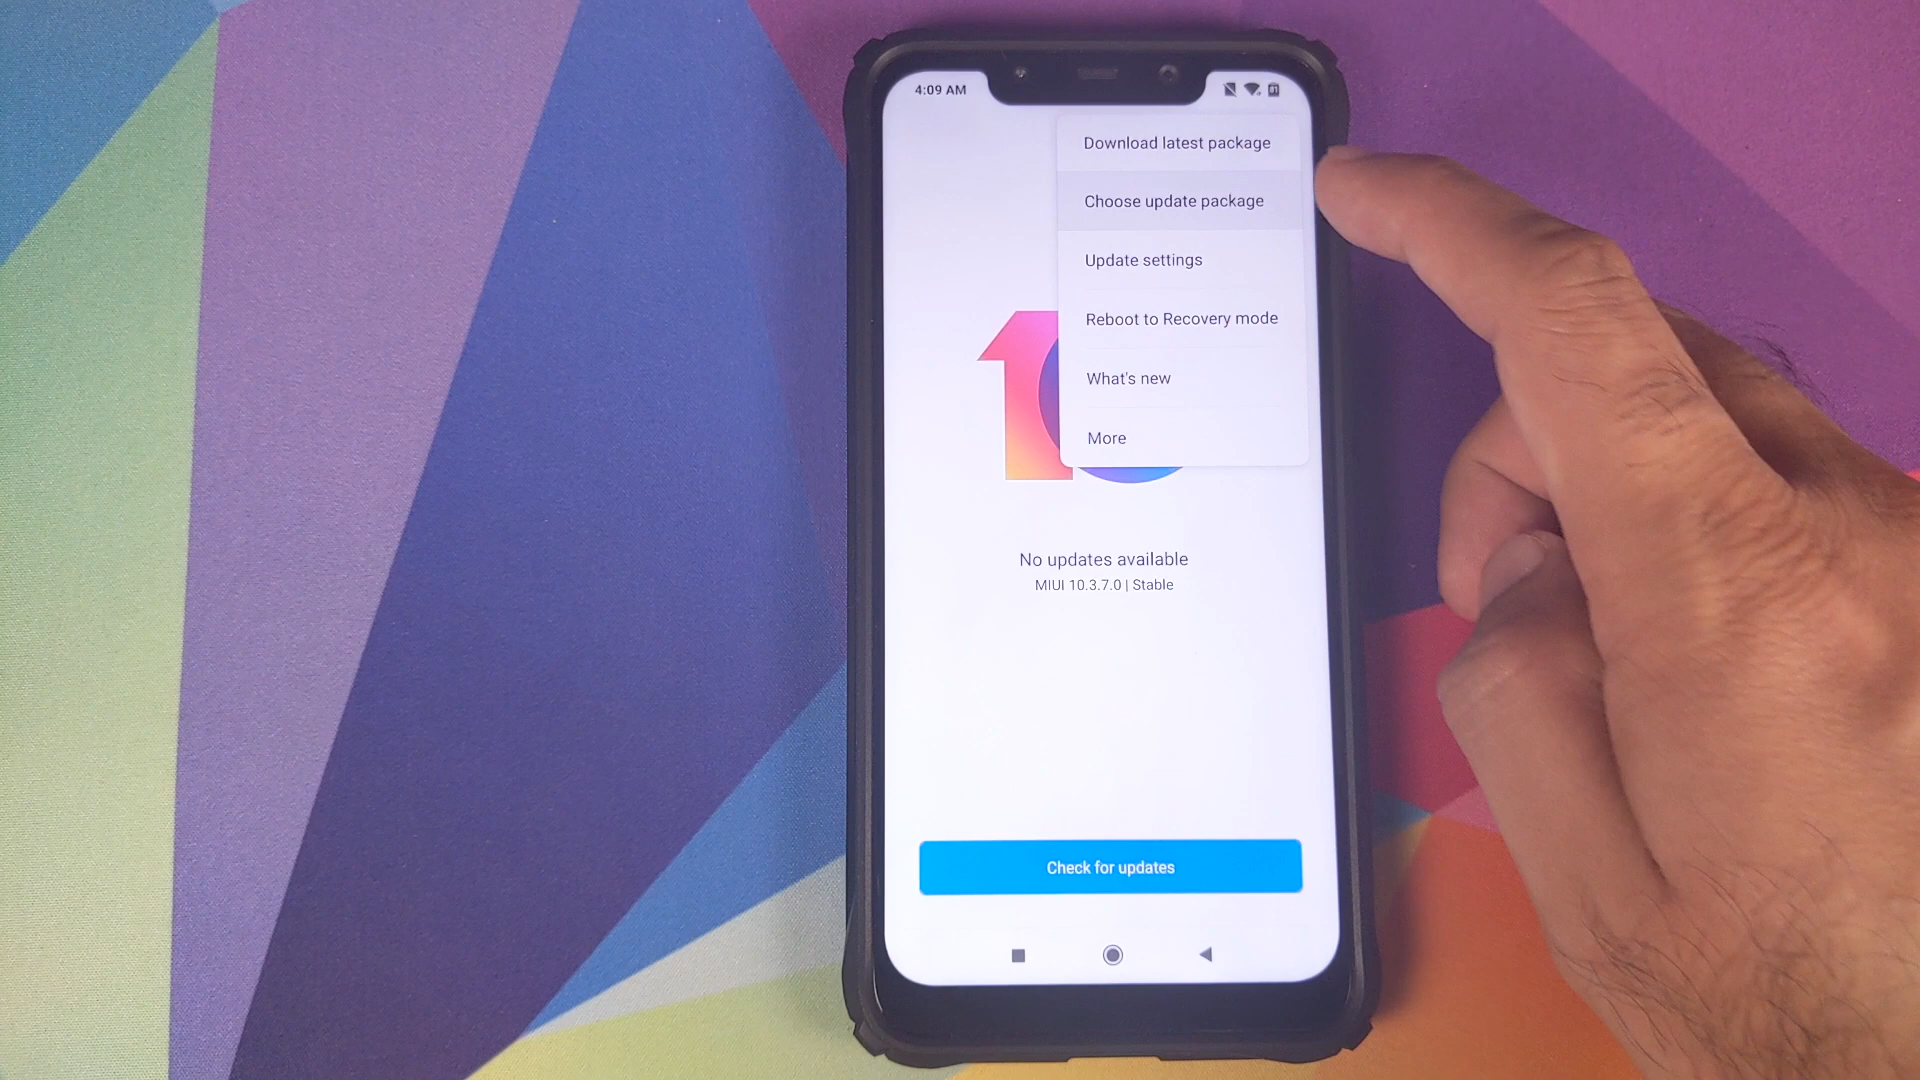 4:09 AM
Download latest package
Choose update package
Update settings
Reboot to Recovery mode
What's new
More
10
No updates available
MIUI 10.3.7.0 | Stable
Check for updates